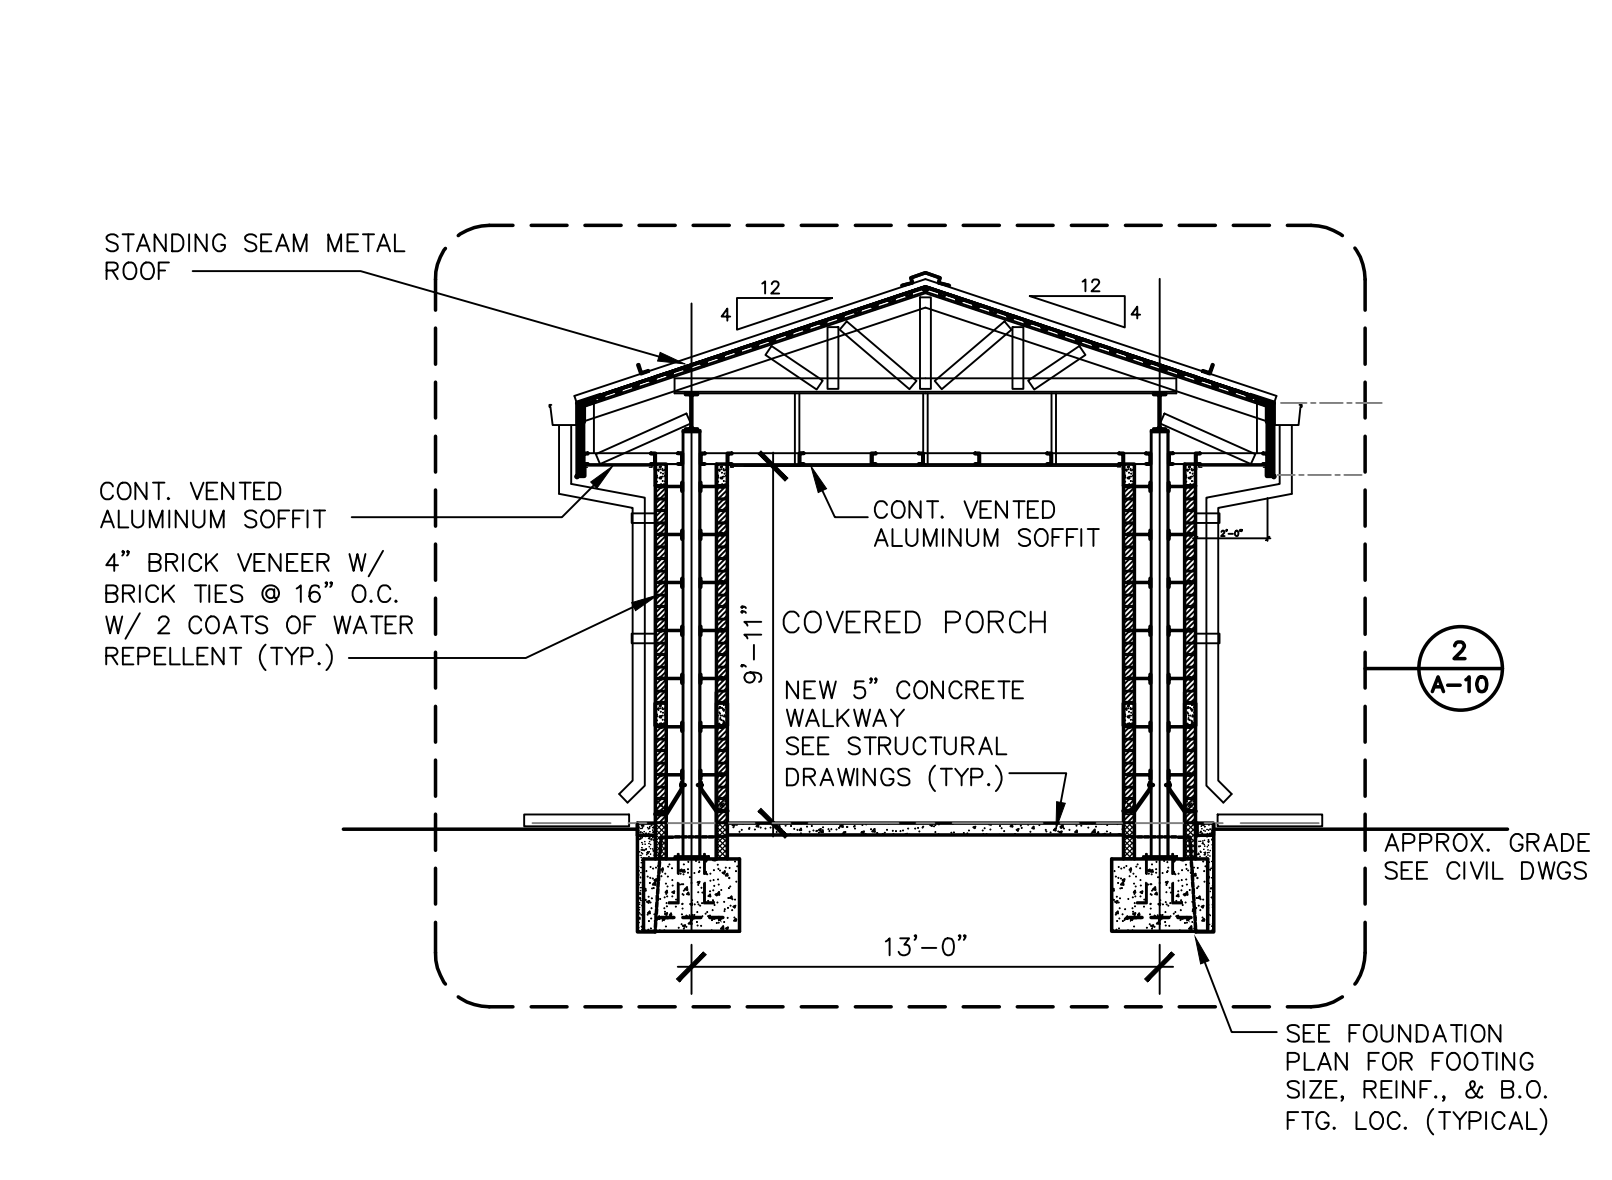 STANDING SEAM METAL
ROOF
12
4
12
4
CONT. VENTED
ALUMINUM SOFFIT
CONT. VENTED
ALUMINUM SOFFIT
2'-0"
4" BRICK VENEER W/
BRICK TIES @ 16" O.C.
W/ 2 COATS OF WATER
REPELLENT (TYP.)
9'-11"
COVERED PORCH
2
A-10
NEW 5" CONCRETE
WALKWAY
SEE STRUCTURAL
DRAWINGS (TYP.)
APPROX. GRADE
SEE CIVIL DWGS
13'-0"
SEE FOUNDATION
PLAN FOR FOOTING
SIZE, REINF., & B.O.
FTG. LOC. (TYPICAL)